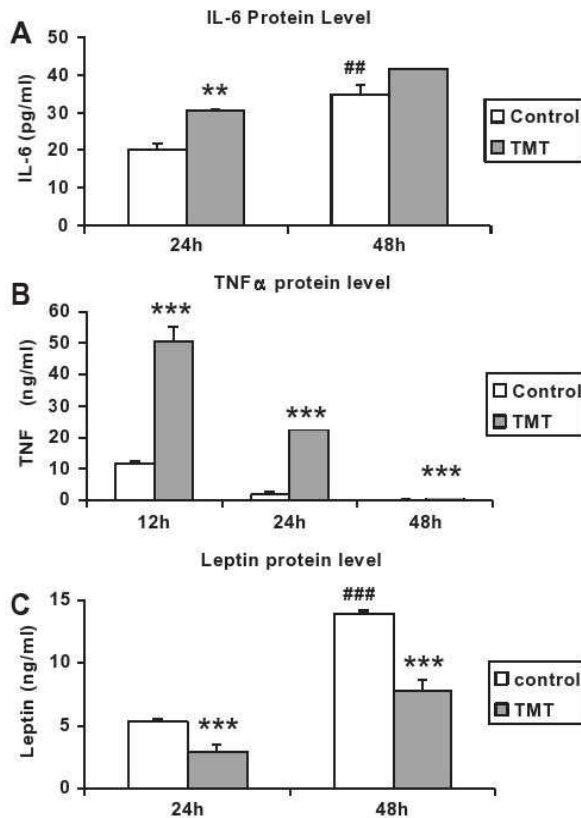 IL-6 Protein Level
A
50
40
30
20
10
0
IL-6 (pg/ml)
**
##
Control
TMT
24h 48h
TNFα protein level
B
60
50
40
30
20
10
0
TNF (ng/ml)
***
***
***
Control
TMT
12h 24h 48h
Leptin protein level
C
15
10
5
0
Leptin (ng/ml)
***
###
***
control
TMT
24h 48h